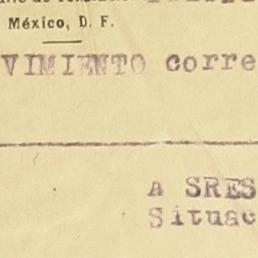 México, D. F.
VIMIENTO corre
A SRES
Situac